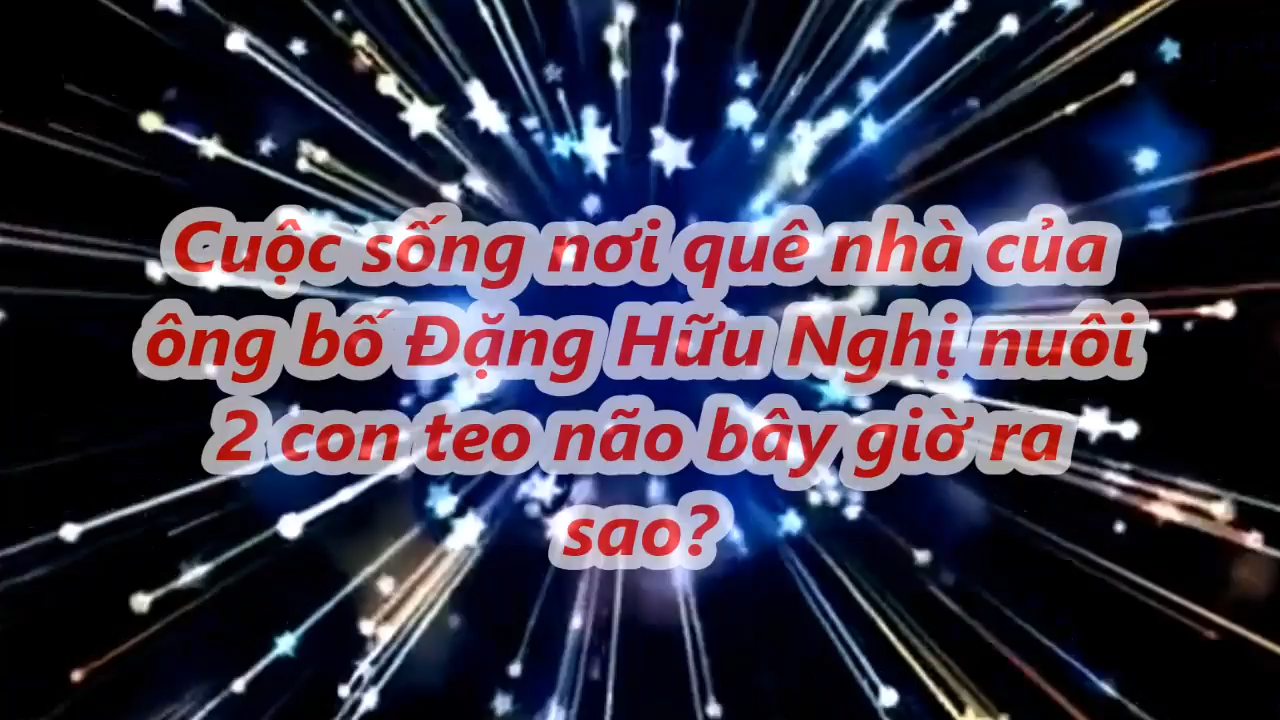 Cuộc sống nơi quê nhà của
ông bố Đặng Hữu Nghị nuôi
2 con teo não bây giờ ra
sao?